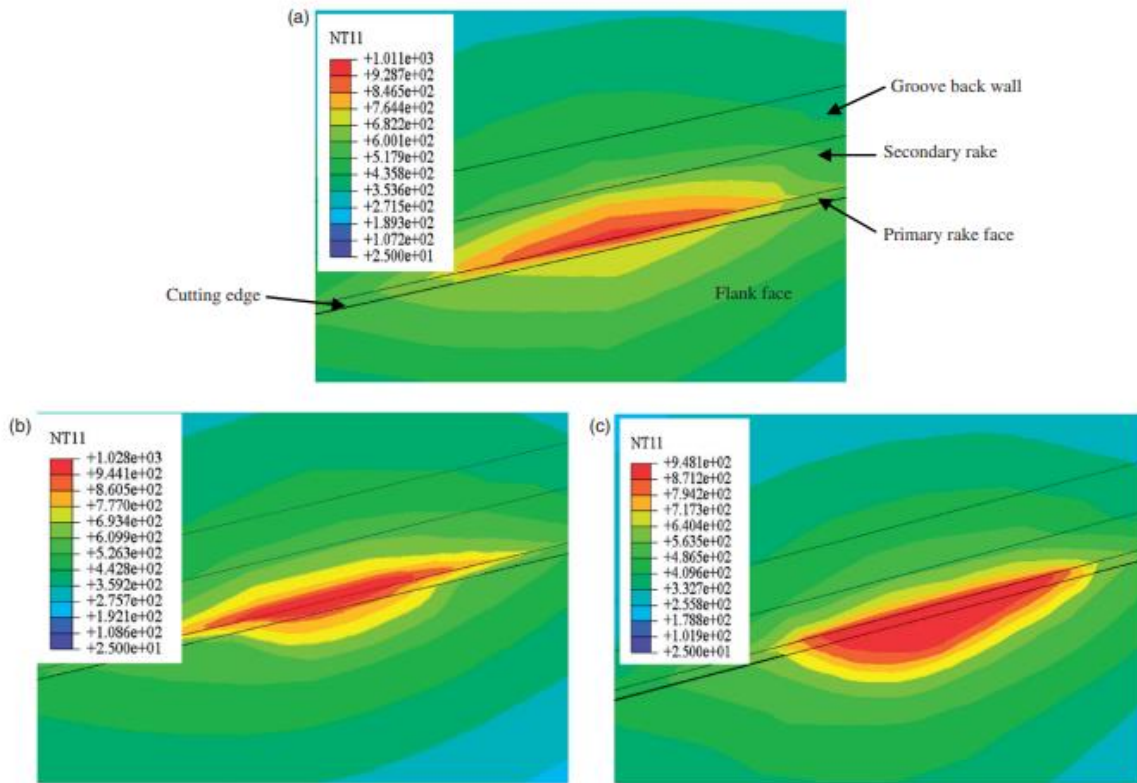 (a)
NT11
+1.011e+03
+9.287e+02
+8.465e+02
+7.644e+02
+6.822e+02
+6.001e+02
+5.179e+02
+4.358e+02
+3.536e+02
+2.715e+02
+1.893e+02
+1.072e+02
+2.500e+01
Groove back wall
Secondary rake
Primary rake face
Cutting edge
Flank face
(b)
NT11
+1.028e+03
+9.441e+02
+8.605e+02
+7.770e+02
+6.934e+02
+6.099e+02
+5.263e+02
+4.428e+02
+3.592e+02
+2.757e+02
+1.921e+02
+1.086e+02
+2.500e+01
(c)
NT11
+9.481e+02
+8.712e+02
+7.942e+02
+7.173e+02
+6.404e+02
+5.635e+02
+4.865e+02
+4.096e+02
+3.327e+02
+2.558e+02
+1.788e+02
+1.019e+02
+2.500e+01